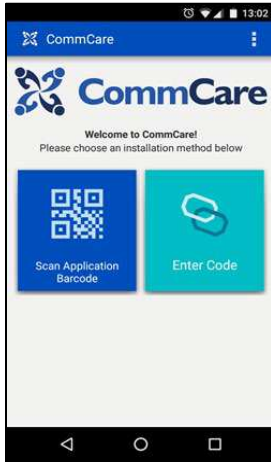 13:02
CommCare
CommCare
Welcome to CommCare!
Please choose an installation method below
Scan Application
Barcode
Enter Code